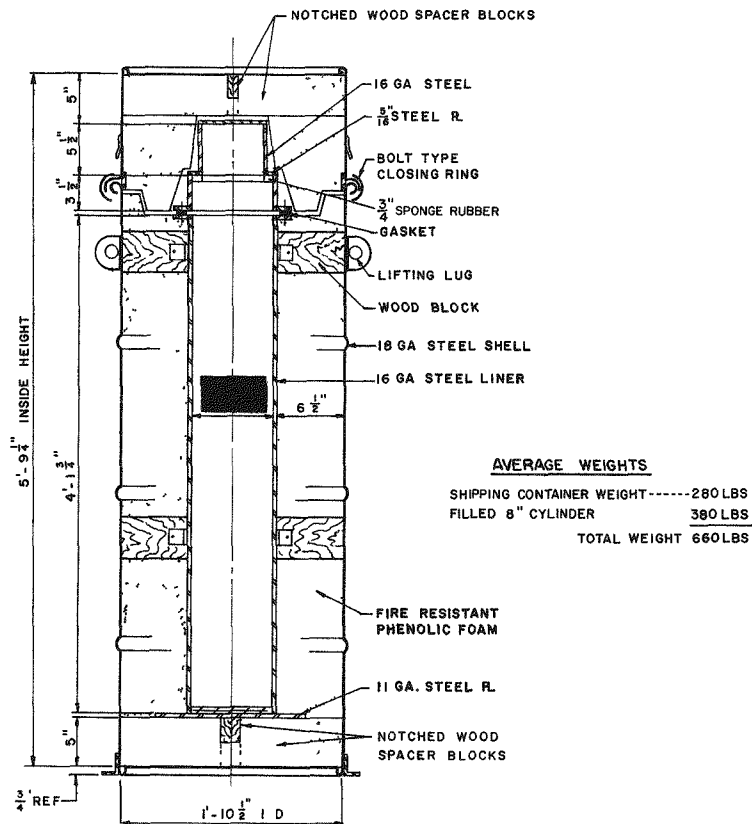 NOTCHED WOOD SPACER BLOCKS
16 GA STEEL
5/16" STEEL PL
BOLT TYPE
CLOSING RING
3/4" SPONGE RUBBER
GASKET
LIFTING LUG
WOOD BLOCK
18 GA STEEL SHELL
16 GA STEEL LINER
5"
5 1/2"
3 1/2"
5'-9 1/4" INSIDE HEIGHT
4'-1 3/4"
6 1/2"
AVERAGE WEIGHTS
SHIPPING CONTAINER WEIGHT------280 LBS
FILLED 8" CYLINDER 380 LBS
TOTAL WEIGHT 660 LBS
FIRE RESISTANT
PHENOLIC FOAM
11 GA. STEEL PL
NOTCHED WOOD
SPACER BLOCKS
5"
3/4' REF
1'-10 1/2" I D